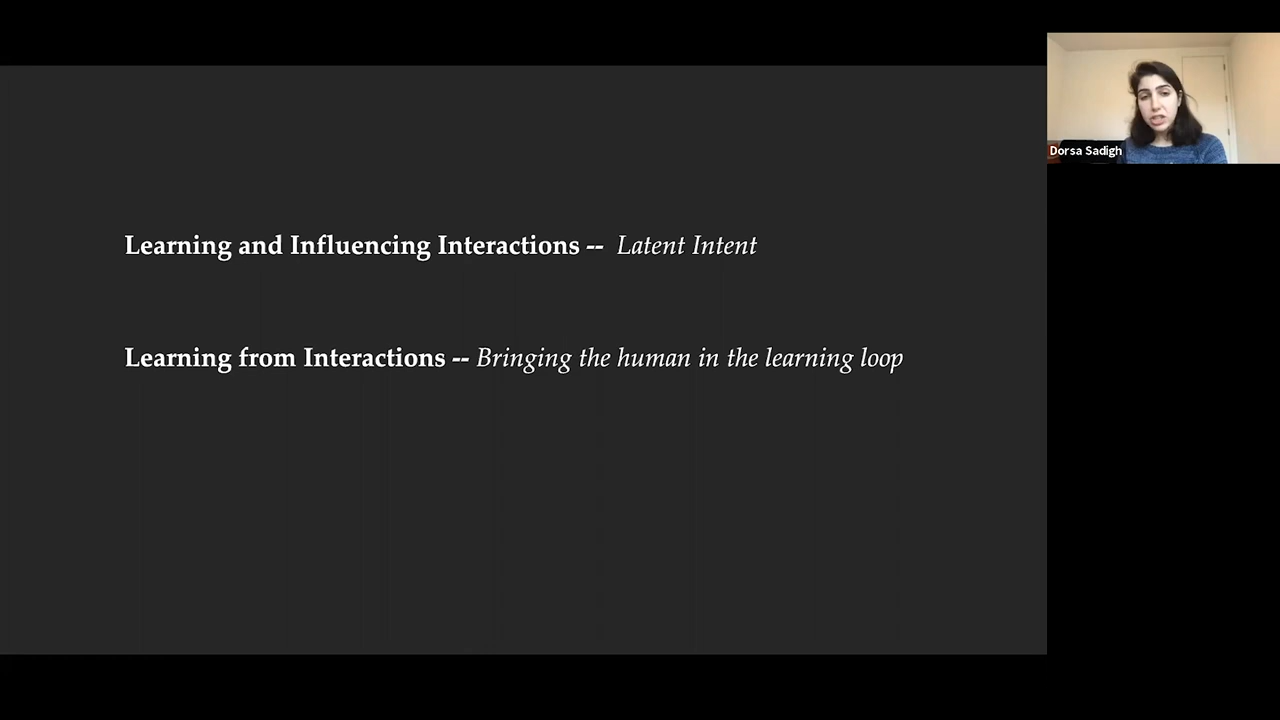 Learning and Influencing Interactions -- Latent Intent
Learning from Interactions -- Bringing the human in the learning loop
Dorsa Sadigh